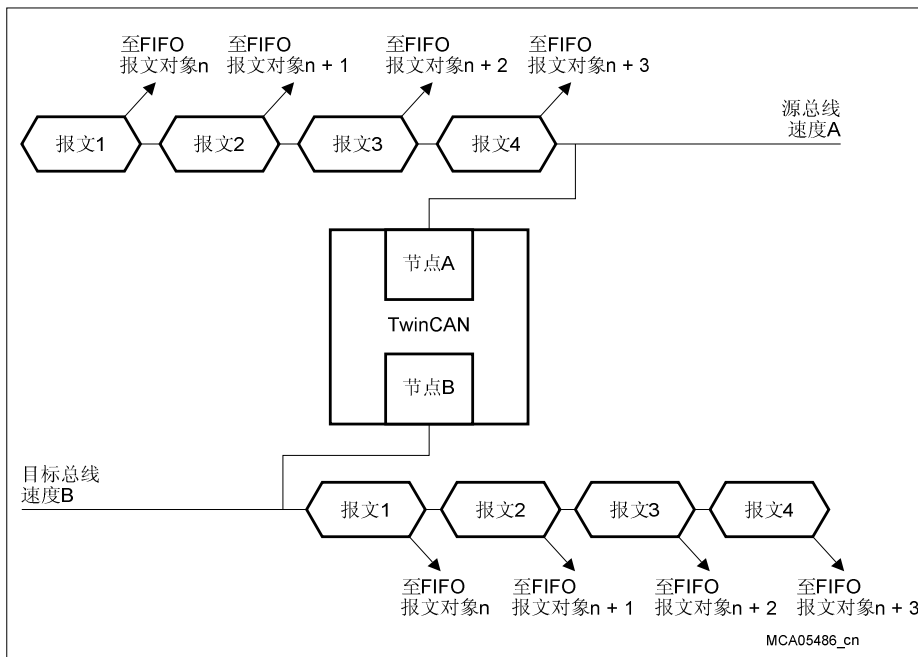 至FIFO
报文对象n
至FIFO
报文对象n + 1
至FIFO
报文对象n + 2
至FIFO
报文对象n + 3
报文1
报文2
报文3
报文4
源总线
速度A
节点A
TwinCAN
节点B
目标总线
速度B
报文1
报文2
报文3
报文4
至FIFO
报文对象n
至FIFO
报文对象n + 1
至FIFO
报文对象n + 2
至FIFO
报文对象n + 3
MCA05486_cn